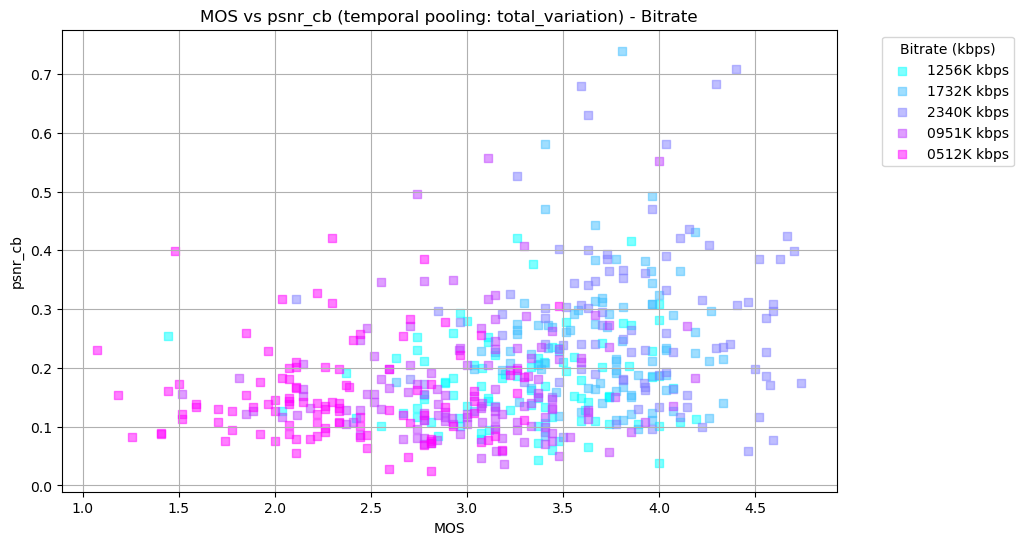 MOS vs psnr_cb (temporal pooling: total_variation) - Bitrate
Bitrate (kbps)
1256K kbps
1732K kbps
2340K kbps
0951K kbps
0512K kbps
psnr_cb
0.7
0.6
0.5
0.4
0.3
0.2
0.1
0.0
1.0 1.5 2.0 2.5 3.0 3.5 4.0 4.5
MOS